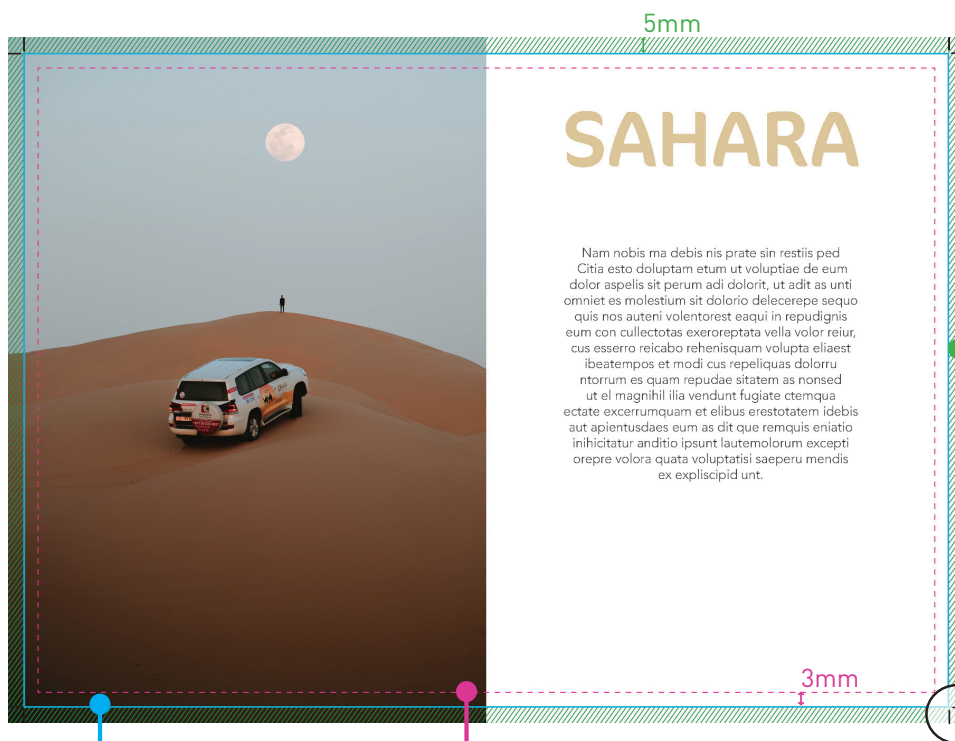 5mm
SAHARA
Nam nobis ma debis nis prate sin restiis ped
Citia esto doluptam etum ut voluptiae de eum
dolor aspelis sit perum adi dolorit, ut adit as unti
omniet es molestium sit dolorio delecerepe sequo
quis nos auteni volentorest eaqui in repudignis
eum con cullectotas exeroreptata vella volor reiur,
cus esserro reicabo rehenisquam volupta eliaest
ibeatempos et modi cus repeliquas dolorru
ntorrum es quam repudae sitatem as nonsed
ut el magnihil ilia vendunt fugiate ctemqua
ectate excerrumquam et elibus erestotatem idebis
aut apientusdaes eum as dit que remquis eniatio
inihicitatur anditio ipsunt lautemolorum excepti
orepre volora quata voluptatisi saeperu mendis
ex expliscipid unt.
3mm